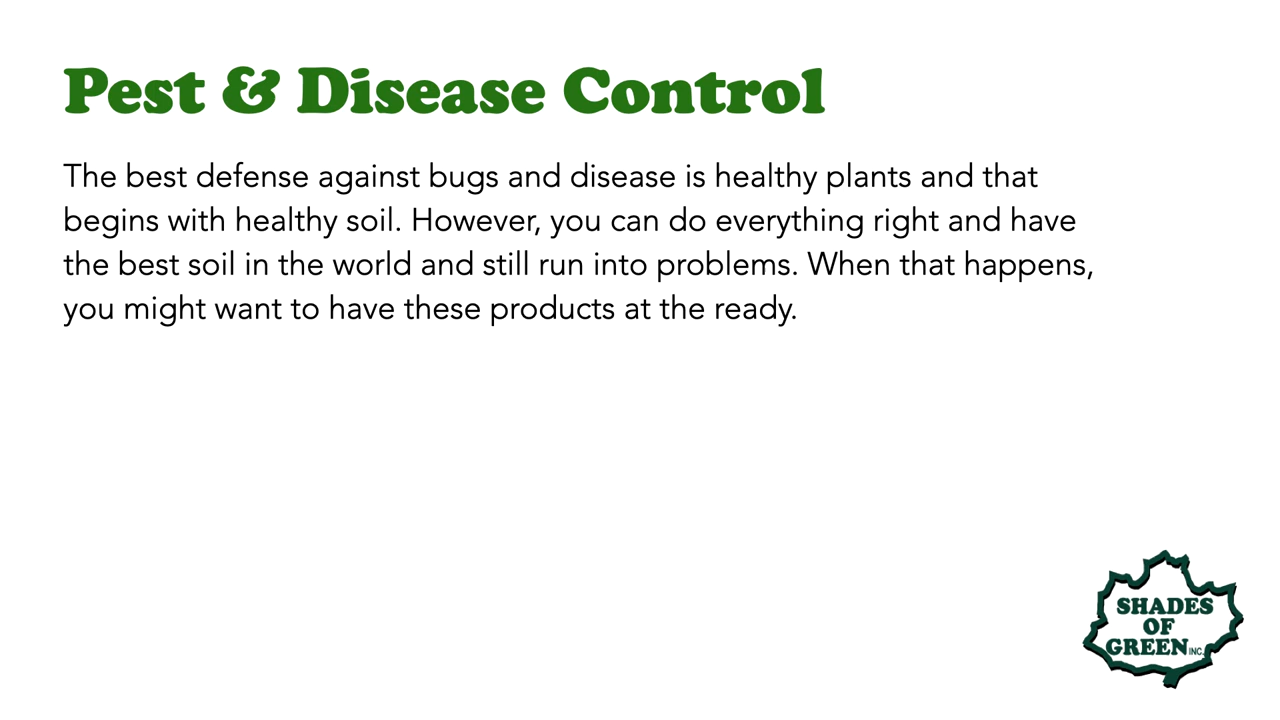 Pest & Disease Control
The best defense against bugs and disease is healthy plants and that
begins with healthy soil. However, you can do everything right and have
the best soil in the world and still run into problems. When that happens,
you might want to have these products at the ready.
SHADES
OF
GREEN INC.